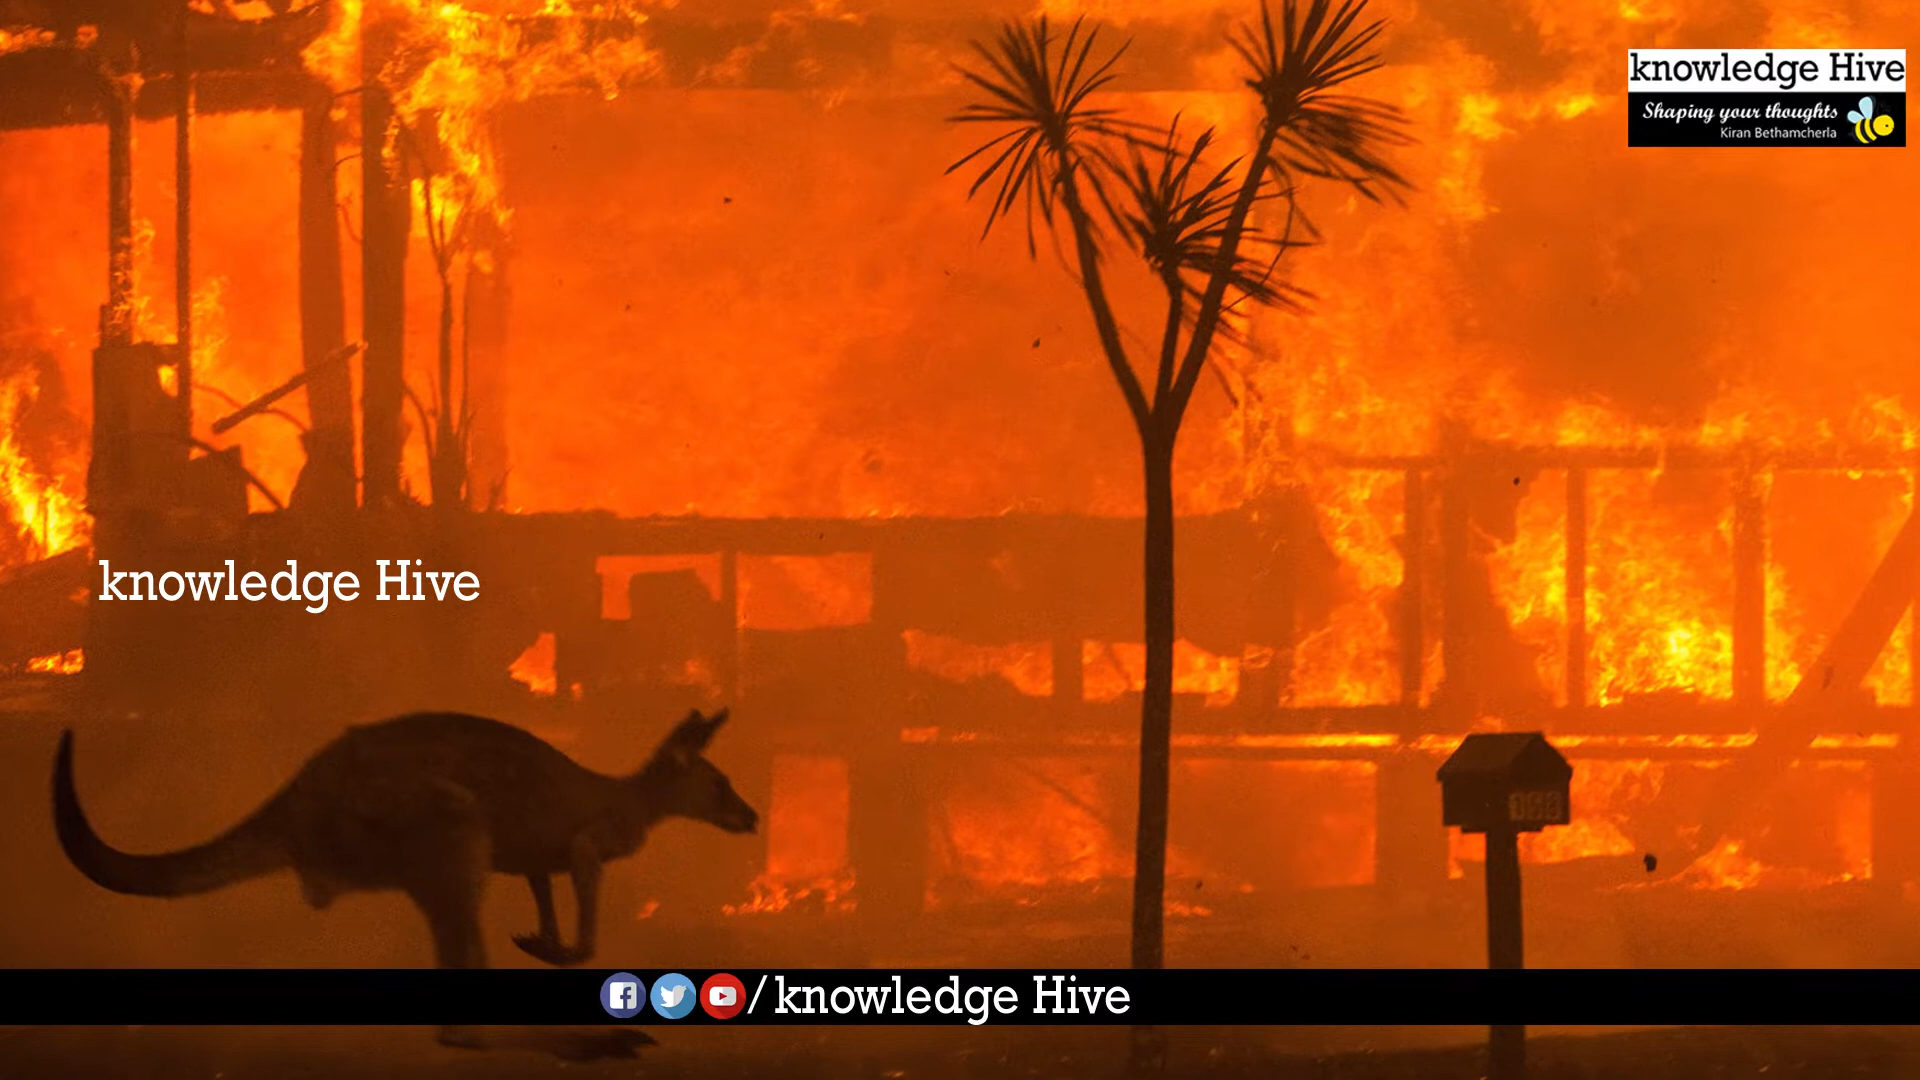 knowledge Hive
Shaping your thoughts
Kiran Bethamcherla
knowledge Hive
/knowledge Hive